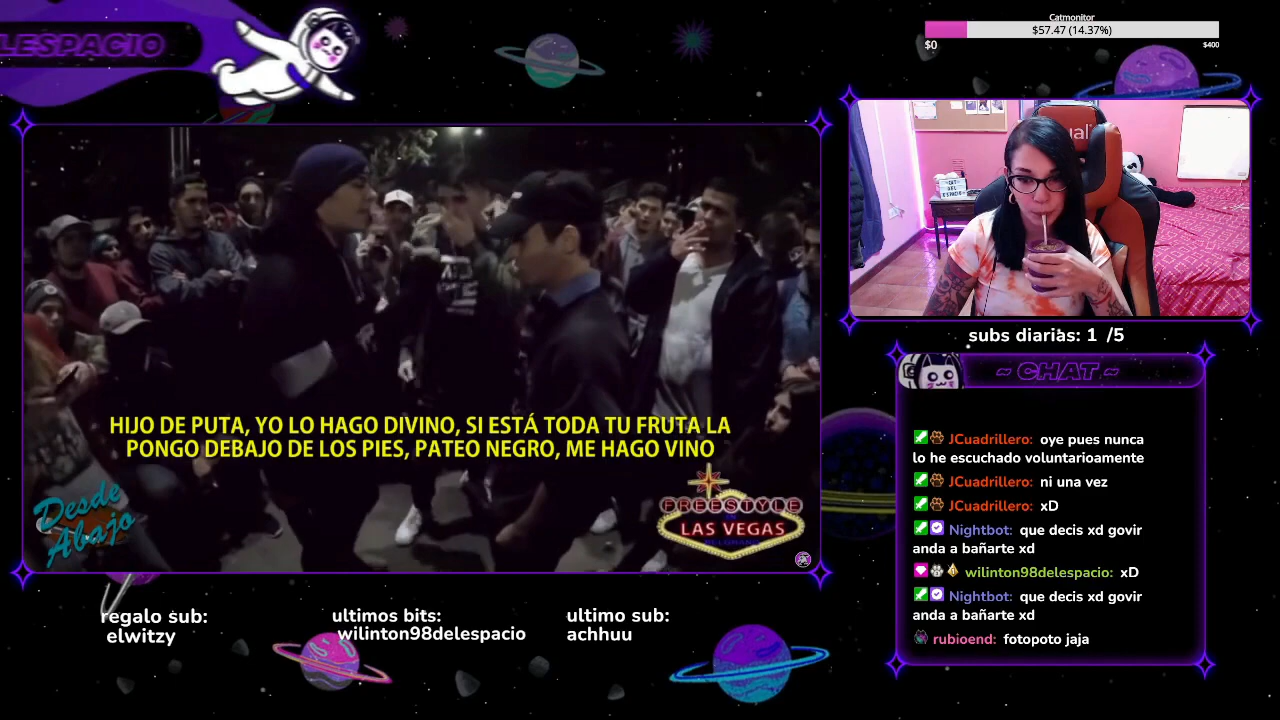 LESPACIO
Catmonitor
$57.47 (14.37%)
$0
$400
HIJO DE PUTA, YO LO HAGO DIVINO, SI ESTÁ TODA TU FRUTA LA
PONGO DEBAJO DE LOS PIES, PATEO NEGRO, ME HAGO VINO
Desde
Abajo
FREESTYLE
LAS VEGAS
subs diarias: 1 /5
~ CHAT ~
JCuadrillero: oye pues nunca
lo he escuchado voluntarioamente
JCuadrillero: ni una vez
JCuadrillero: xD
Nightbot: que decis xd govir
anda a bañarte xd
wilinton98delespacio: xD
Nightbot: que decis xd govir
anda a bañarte xd
rubioend: fotopoto jaja
regalo sub:
elwitzy
ultimos bits:
wilinton98delespacio
ultimo sub:
achhuu